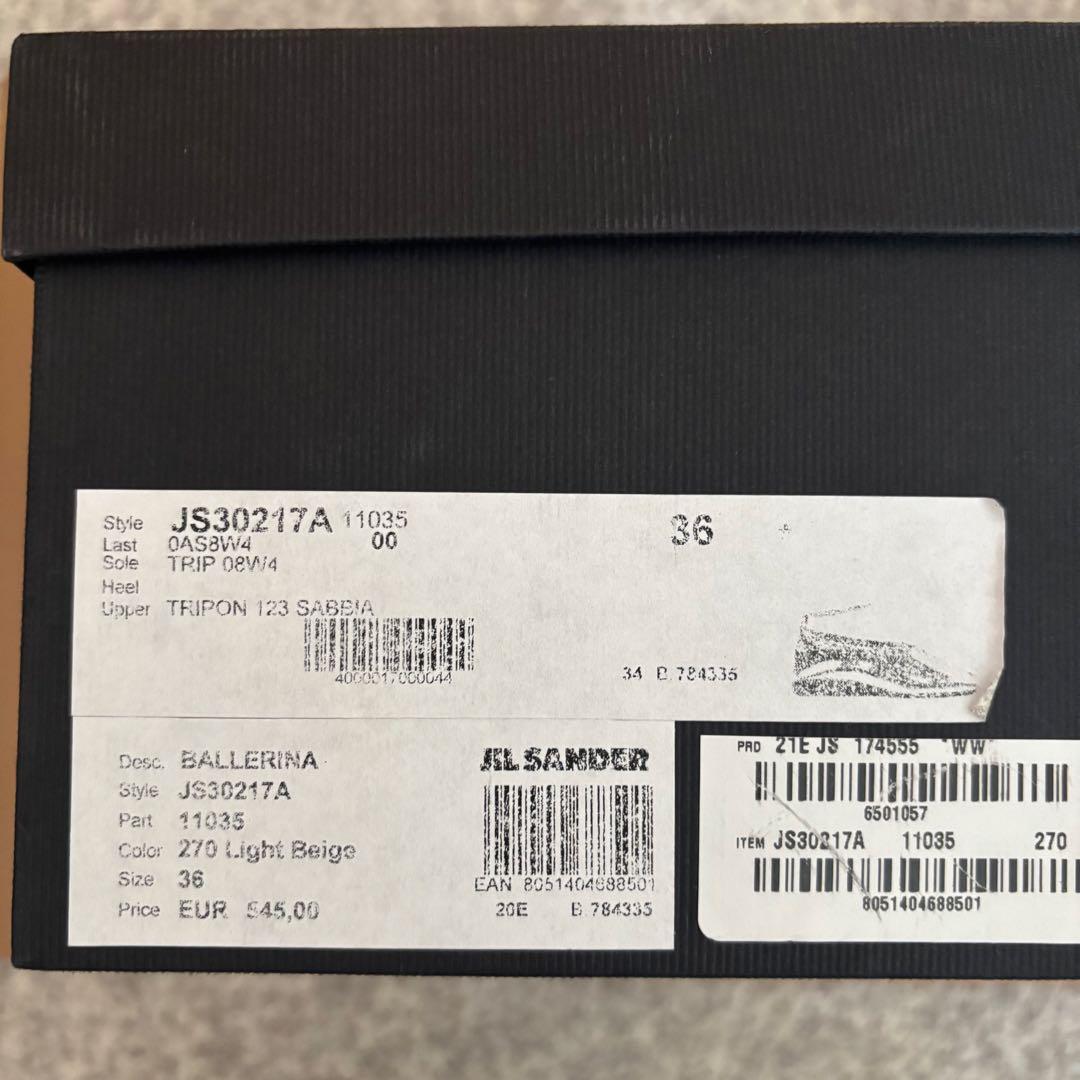 Style JS30217A 11035 36
Last 0AS8W4 00
Sole TRIP 08W4
Heel
Upper TRIPON 123 SABBIA
4000017000044
34 B.784335
Desc. BALLERINA
Style JS30217A
Part 11035
Color 270 Light Beige
Size 36
Price EUR 545,00
JIL SANDER
EAN 8051404688501
20E B.784335
PRD 21E JS 174555 "WW"
6501057
ITEM JS30217A 11035 270
8051404688501